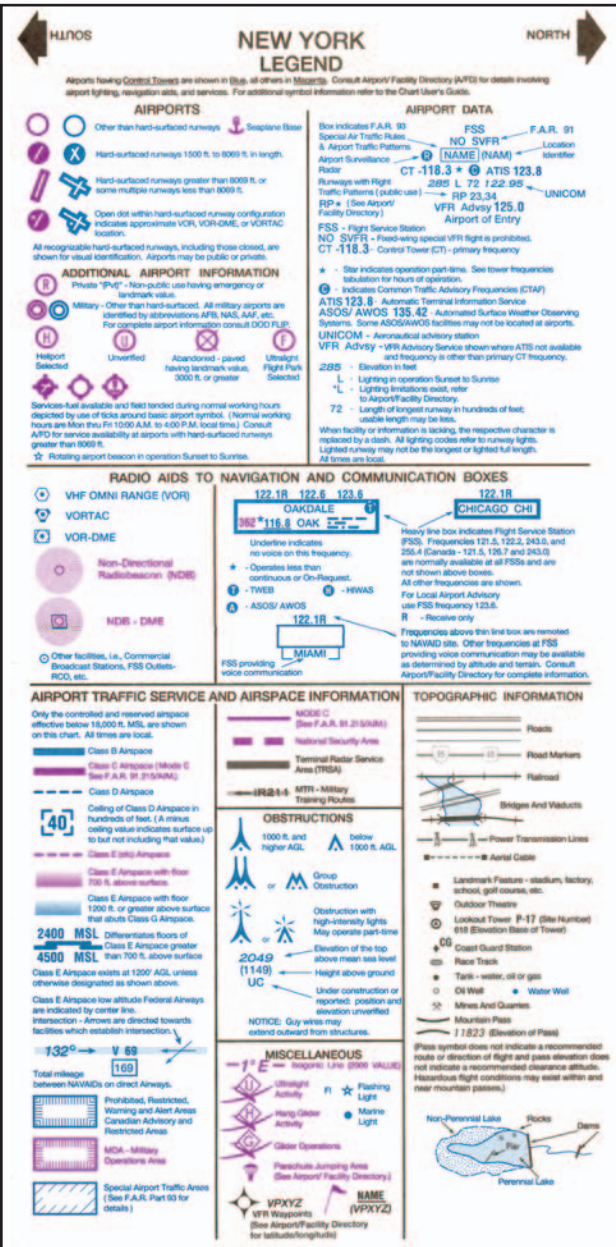 SOUTH
NEW YORK
NORTH
LEGEND
Airports having Control Towers are shown in Blue, all others in Magenta. Consult Airport/ Facility Directory (A/FD) for details involving
airport lighting, navigation aids, and services. For additional symbol information refer to the Chart User's Guide.
AIRPORTS
Other than hard-surfaced runways
Seaplane Base
Hard-surfaced runways 1500 ft. to 8069 ft. in length.
Hard-surfaced runways greater than 8069 ft. or
some multiple runways less than 8069 ft.
Open dot within hard-surfaced runway configuration
indicates approximate VOR, VOR-DME, or VORTAC
location.
All recognizable hard-surfaced runways, including those closed, are
shown for visual identification. Airports may be public or private.
ADDITIONAL AIRPORT INFORMATION
R
Private "(Pvt)" - Non-public use having emergency or
landmark value.
Military - Other than hard-surfaced. All military airports are
identified by abbreviations AFB, NAS, AAF, etc.
For complete airport information consult DOD FLIP.
H
U
F
Heliport
Selected
Unverified
Abandoned - paved
having landmark value,
3000 ft. or greater
Ultralight
Flight Park
Selected
Services-fuel available and field tended during normal working hours
depicted by use of ticks around basic airport symbol. (Normal working
hours are Mon thru Fri 10:00 A.M. to 4:00 P.M. local time.) Consult
A/FD for service availability at airports with hard-surfaced runways
greater than 8069 ft.
Rotating airport beacon in operation Sunset to Sunrise.
AIRPORT DATA
Box indicates F.A.R. 93
Special Air Traffic Rules
& Airport Traffic Patterns
FSS
NO SVFR
F.A.R. 91
Airport Surveillance
Radar
R
NAME (NAM)
Location
Identifier
CT - 118.3 * C ATIS 123.8
Runways with Right
Traffic Patterns (public use)
285 L 72 122.95
UNICOM
RP 23,34
RP * (See Airport/
Facility Directory)
VFR Advsy 125.0
Airport of Entry
FSS - Flight Service Station
NO SVFR - Fixed-wing special VFR flight is prohibited.
CT -118.3- Control Tower (CT) - primary frequency
* - Star indicates operation part-time. See tower frequencies
tabulation for hours of operation.
C - Indicates Common Traffic Advisory Frequencies (CTAF)
ATIS 123.8- Automatic Terminal Information Service
ASOS/ AWOS 135.42 - Automated Surface Weather Observing
Systems. Some ASOS/AWOS facilities may not be located at airports.
UNICOM - Aeronautical advisory station
VFR Advsy - VFR Advisory Service shown where ATIS not available
and frequency is other than primary CT frequency.
285 - Elevation in feet
L - Lighting in operation Sunset to Sunrise
*L - Lighting limitations exist, refer
to Airport/Facility Directory.
72 - Length of longest runway in hundreds of feet;
usable length may be less.
When facility or information is lacking, the respective character is
replaced by a dash. All lighting codes refer to runway lights.
Lighted runway may not be the longest or lighted full length.
All times are local.
RADIO AIDS TO NAVIGATION AND COMMUNICATION BOXES
VHF OMNI RANGE (VOR)
VORTAC
VOR-DME
Non-Directional
Radiobeacon (NDB)
NDB - DME
Other facilities, i.e., Commercial
Broadcast Stations, FSS Outlets-
RCO, etc.
122.1R 122.6 123.6
OAKDALE
T
362 * 116.8 OAK
Underline indicates
no voice on this frequency.
* - Operates less than
continuous or On-Request.
T - TWEB
H - HIWAS
A - ASOS/ AWOS
122.1R
MIAMI
FSS providing
voice communication
122.1R
CHICAGO CHI
Heavy line box indicates Flight Service Station
(FSS). Frequencies 121.5, 122.2, 243.0, and
255.4 (Canada - 121.5, 126.7 and 243.0)
are normally available at all FSSs and are
not shown above boxes.
All other frequencies are shown.
For Local Airport Advisory
use FSS frequency 123.6.
R - Receive only
Frequencies above thin line box are remoted
to NAVAID site. Other frequencies at FSS
providing voice communication may be available
as determined by altitude and terrain. Consult
Airport/Facility Directory for complete information.
AIRPORT TRAFFIC SERVICE AND AIRSPACE INFORMATION
Only the controlled and reserved airspace
effective below 18,000 ft. MSL are shown
on this chart. All times are local.
Class B Airspace
Class C Airspace (Mode C
See F.A.R. 91.215/AIM.)
Class D Airspace
40
Ceiling of Class D Airspace in
hundreds of feet. (A minus
ceiling value indicates surface up
to but not including that value.)
Class E (sfc) Airspace
Class E Airspace with floor
700 ft. above surface.
Class E Airspace with floor
1200 ft. or greater above surface
that abuts Class G Airspace.
2400 MSL
4500 MSL
Differentiates floors of
Class E Airspace greater
than 700 ft. above surface
Class E Airspace exists at 1200' AGL unless
otherwise designated as shown above.
Class E Airspace low altitude Federal Airways
are indicated by center line.
Intersection - Arrows are directed towards
facilities which establish intersection.
132° V 69
169
Total mileage
between NAVAIDs on direct Airways.
Prohibited, Restricted,
Warning and Alert Areas
Canadian Advisory and
Restricted Areas
MOA - Military
Operations Area
Special Airport Traffic Areas
(See F.A.R. Part 93 for
details)
MODE C
(See F.A.R. 91.215/AIM.)
National Security Area
Terminal Radar Service
Area (TRSA)
IR211
MTR - Military
Training Routes
OBSTRUCTIONS
1000 ft. and
higher AGL
below
1000 ft. AGL
or
Group
Obstruction
or
Obstruction with
high-intensity lights
May operate part-time
2049
(1149)
UC
Elevation of the top
above mean sea level
Height above ground
Under construction or
reported: position and
elevation unverified
NOTICE: Guy wires may
extend outward from structures.
MISCELLANEOUS
1° E
Isogonic Line (2000 VALUE)
U
Ultralight
Activity
Fl
Flashing
Light
H
Hang Glider
Activity
Marine
Light
G
Glider Operations
Parachute Jumping Area
(See Airport/ Facility Directory.)
VPXYZ
NAME
(VPXYZ)
VFR Waypoints
(See Airport/Facility Directory
for latitude/longitude)
TOPOGRAPHIC INFORMATION
Roads
Road Markers
Railroad
Bridges And Viaducts
Power Transmission Lines
Aerial Cable
Landmark Feature - stadium, factory,
school, golf course, etc.
Outdoor Theatre
Lookout Tower P-17 (Site Number)
618 (Elevation Base of Tower)
CG
Coast Guard Station
Race Track
Tank - water, oil or gas
Oil Well
Water Well
Mines And Quarries
Mountain Pass
11823 (Elevation of Pass)
(Pass symbol does not indicate a recommended
route or direction of flight and pass elevation does
not indicate a recommended clearance altitude.
Hazardous flight conditions may exist within and
near mountain passes.)
Non-Perennial Lake
Rocks
Dams
Pier
Perennial Lake